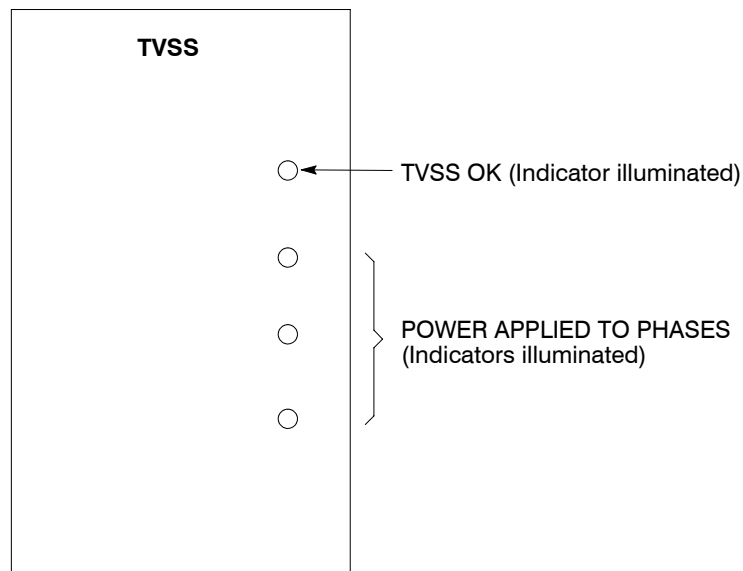 TVSS
TVSS OK (Indicator illuminated)
POWER APPLIED TO PHASES
(Indicators illuminated)